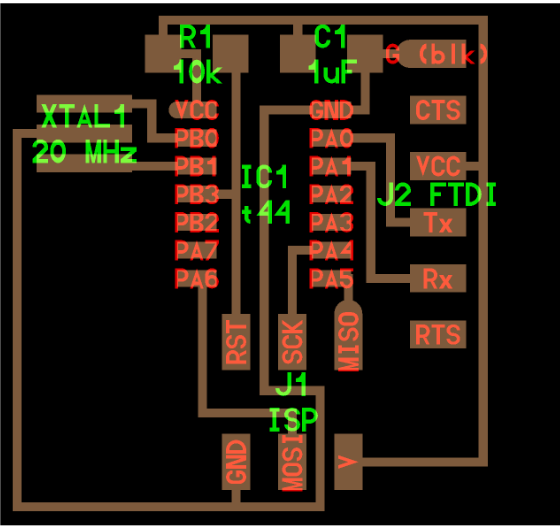 R1
10k
C1
1uF
G (blk)
XTAL1
20 MHz
VCC
PB0
PB1
PB3
PB2
PA7
PA6
IC1
t44
GND
PA0
PA1
PA2
PA3
PA4
PA5
CTS
VCC
J2 FTDI
Tx
Rx
RTS
RST
SCK
MISO
J1
ISP
GND
MOSI
V